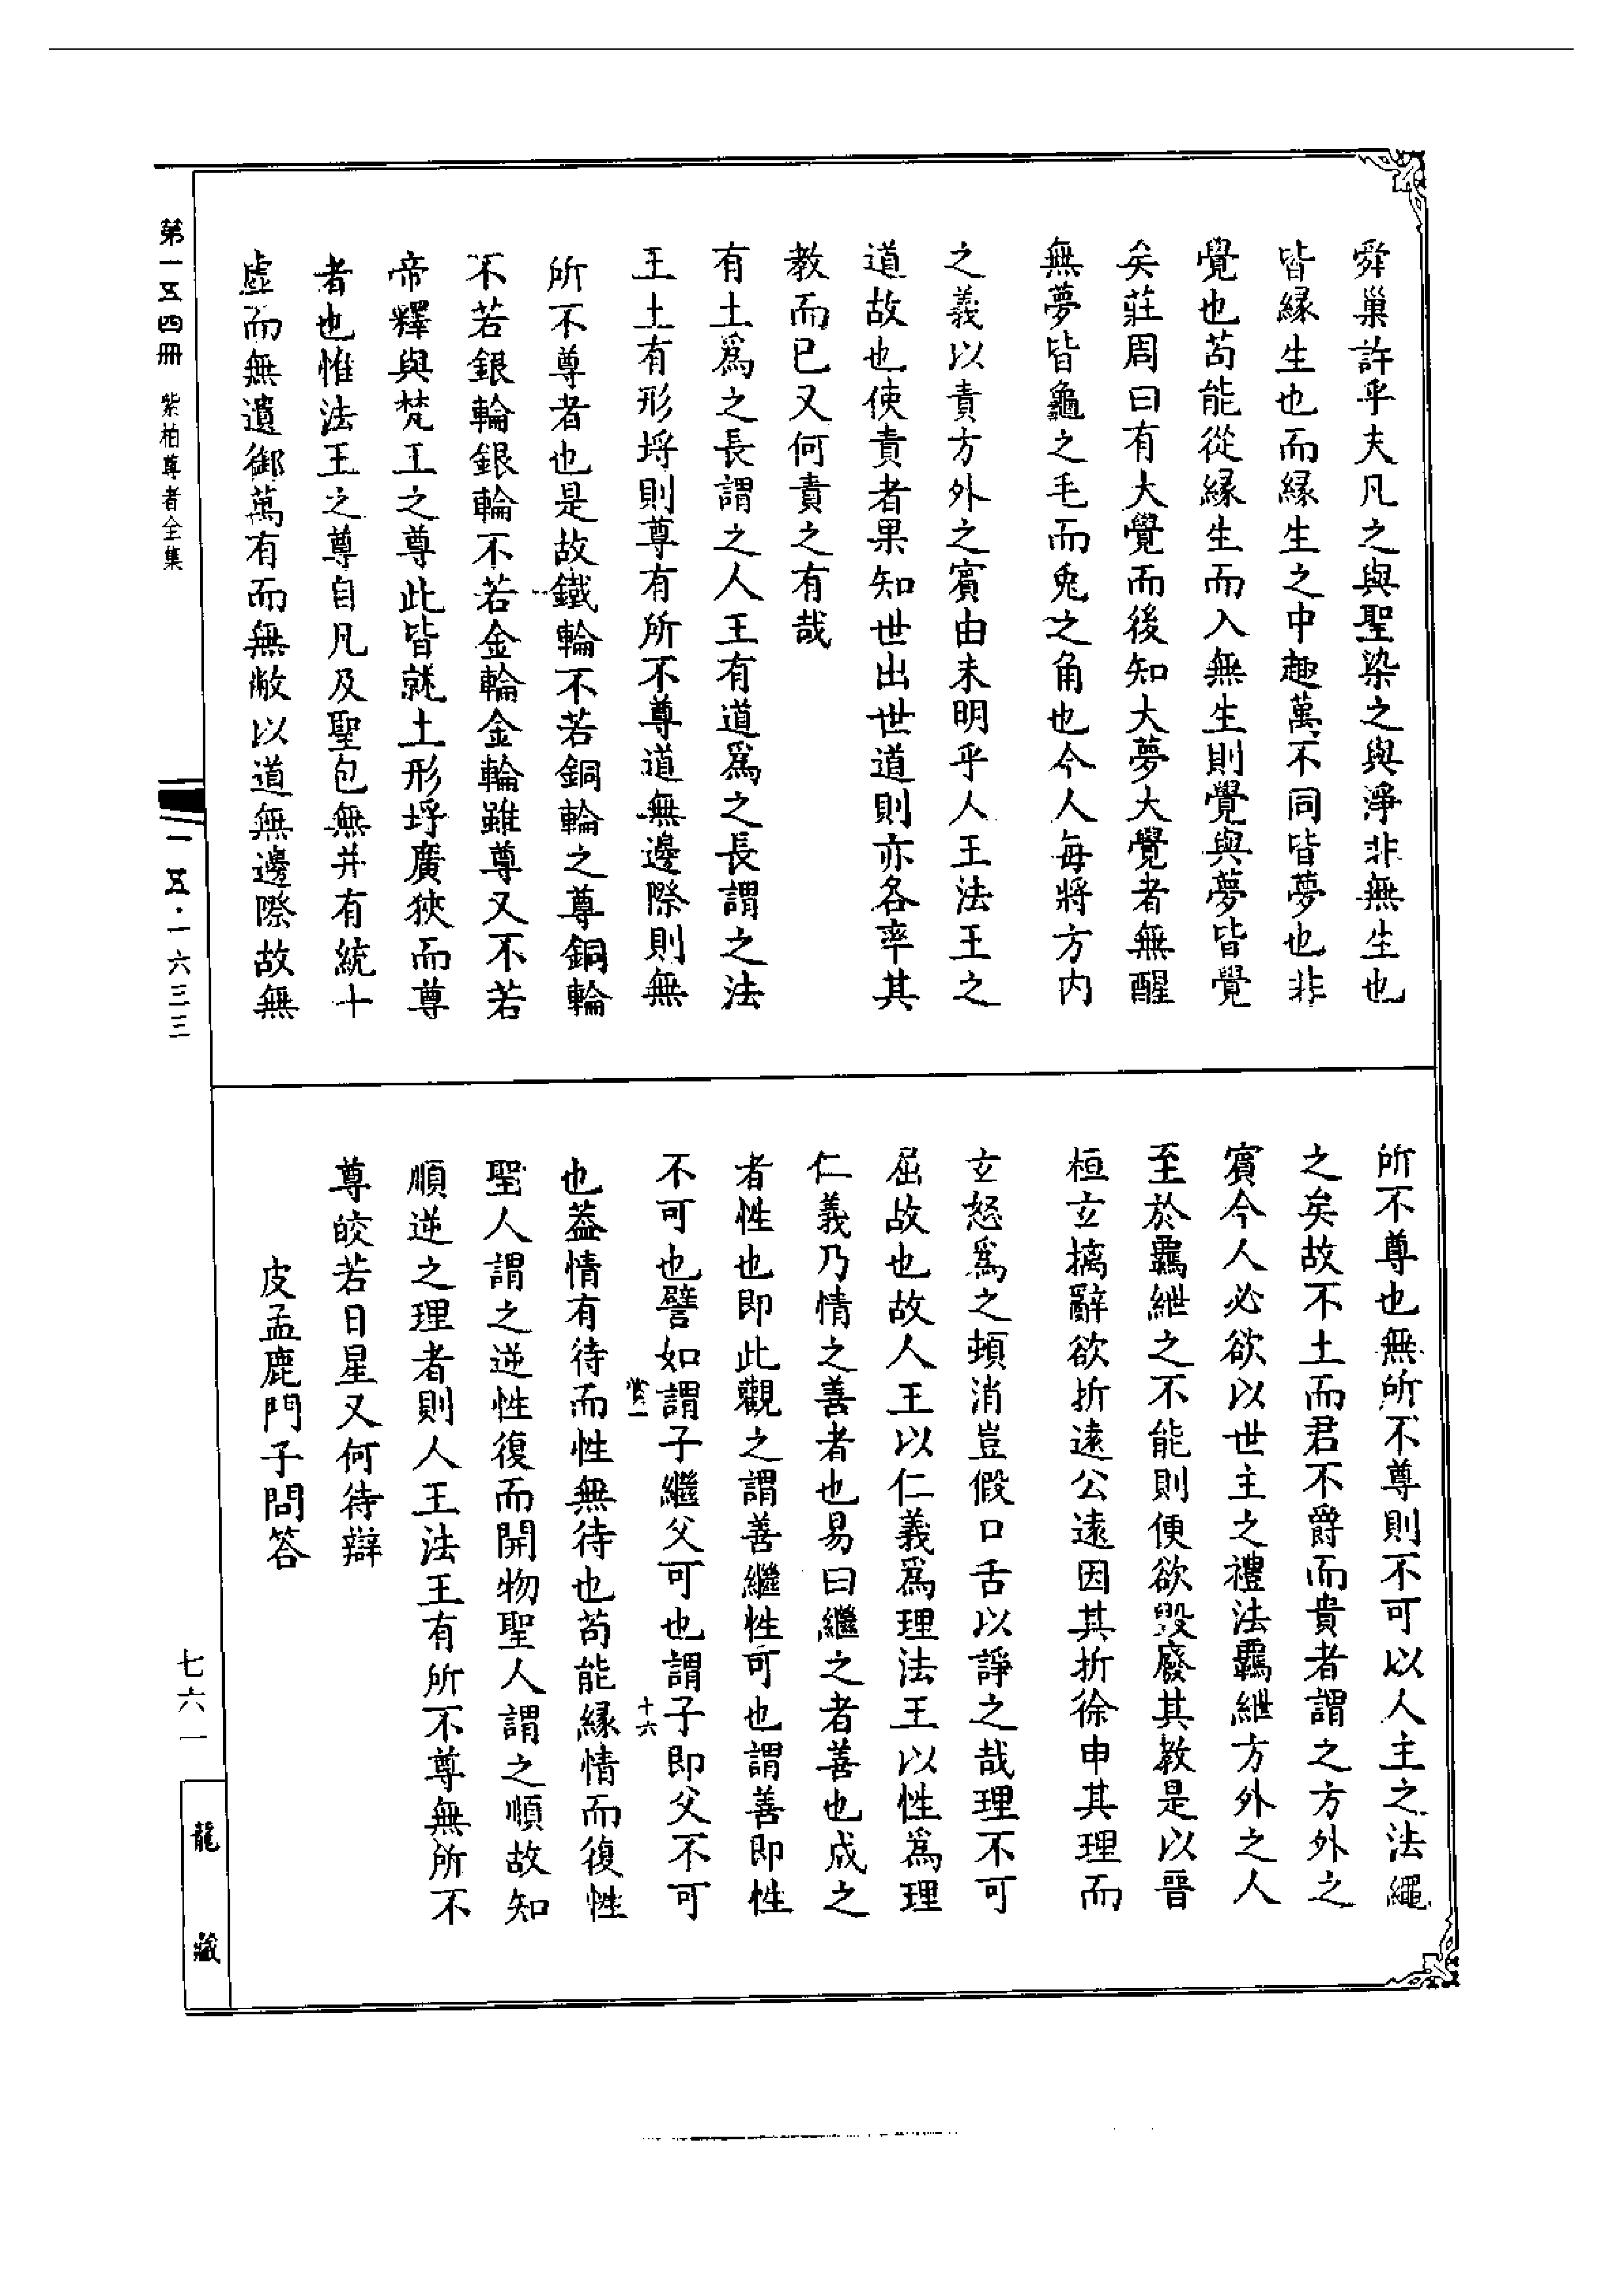 舜巢許乎夫凡之與聖染之與淨非無生也
皆緣生也而緣生之中趣萬不同皆夢也非
覺也苟能從緣生而入無生則覺與夢皆覺
矣莊周曰有大覺而後知大夢大覺者無醒
無夢皆龜之毛而兎之角也今人每將方内
之義以責方外之賓由未明乎人王法王之
道故也使責者果知世出世道則亦各率其
教而已又何責之有哉
有土爲之長謂之人王有道爲之長謂之法
王土有形埒則尊有所不尊道無邊際則無
所不尊者也是故鐵輪不若銅輪之尊銅輪
不若銀輪銀輪不若金輪金輪雖尊又不若
帝釋與梵王之尊此皆就土形埒廣狹而尊
者也惟法王之尊自凡及聖包無并有統十
虛而無遺御萬有而無敝以道無邊際故無
所不尊也無所不尊則不可以人主之法繩
之矣故不土而君不爵而貴者謂之方外之
賓今人必欲以世主之禮法羈紲方外之人
至於羈紲之不能則便欲毀廢其教是以晉
桓玄摛辭欲折遠公遠因其折徐申其理而
玄怒爲之頓消豈假口舌以諍之哉理不可
屈故也故人王以仁義爲理法王以性爲理
仁義乃情之善者也易曰繼之者善也成之
者性也即此觀之謂善繼性可也謂善即性
不可也譬如謂子繼父可也謂子即父不可
也葢情有待而性無待也苟能緣情而復性
聖人謂之逆性復而開物聖人謂之順故知
順逆之理者則人王法王有所不尊無所不
尊皎若日星又何待辯
皮孟鹿門子問答
十六
第一五四冊 紫柏尊者全集
一五·一六三三
七六一
龍藏